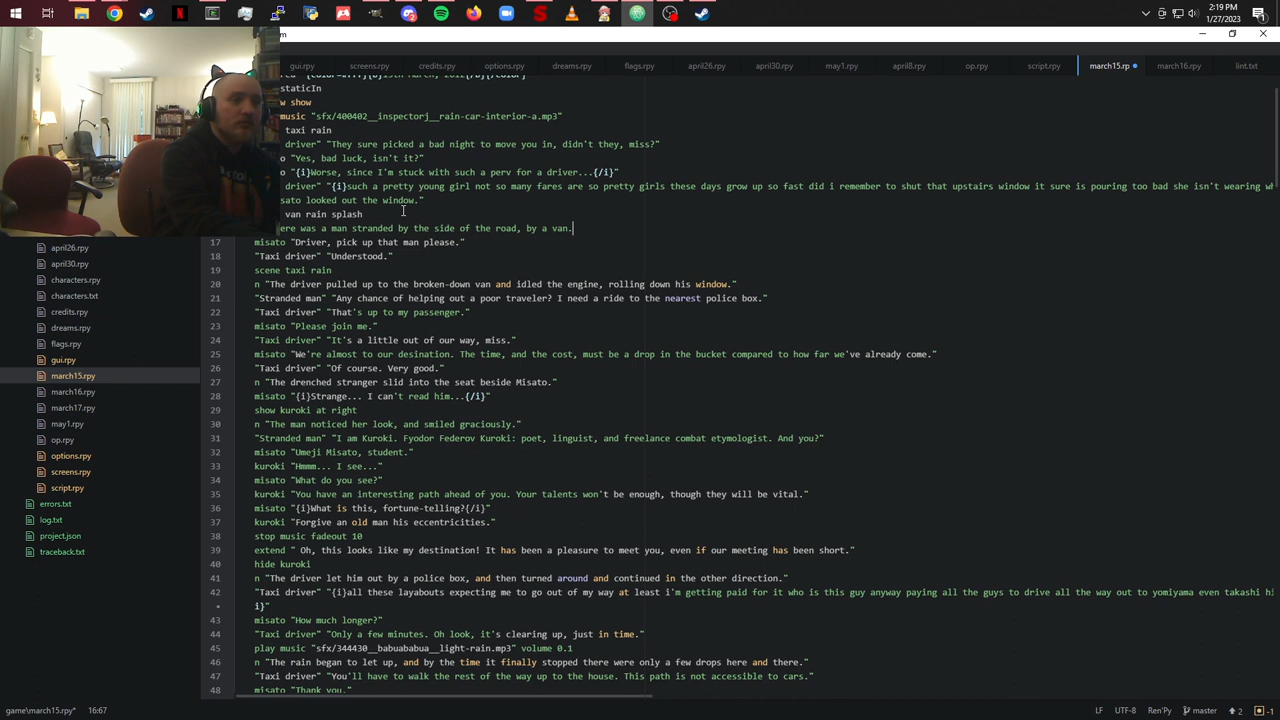 2:19 PM
1/27/2023
gui.rpy screens.rpy credits.rpy options.rpy dreams.rpy flags.rpy april26.rpy april30.rpy may1.rpy april8.rpy op.rpy script.rpy march15.rp march16.rpy lint.txt
staticIn
w show
music "sfx/400402__inspectorj__rain-car-interior-a.mp3"
taxi rain
driver" "They sure picked a bad night to move you in, didn't they, miss?"
o "Yes, bad luck, isn't it?"
o "{i}Worse, since I'm stuck with such a perv for a driver...{/i}"
driver" "{i}such a pretty young girl not so many fares are so pretty girls these days grow up so fast did i remember to shut that upstairs window it sure is pouring too bad she isn't wearing wh
sato looked out the window."
van rain splash
ere was a man stranded by the side of the road, by a van.
17 misato "Driver, pick up that man please."
18 "Taxi driver" "Understood."
19 scene taxi rain
20 n "The driver pulled up to the broken-down van and idled the engine, rolling down his window."
21 "Stranded man" "Any chance of helping out a poor traveler? I need a ride to the nearest police box."
22 "Taxi driver" "That's up to my passenger."
23 misato "Please join me."
24 "Taxi driver" "It's a little out of our way, miss."
25 misato "We're almost to our desination. The time, and the cost, must be a drop in the bucket compared to how far we've already come."
26 "Taxi driver" "Of course. Very good."
27 n "The drenched stranger slid into the seat beside Misato."
28 misato "{i}Strange... I can't read him...{/i}"
29 show kuroki at right
30 n "The man noticed her look, and smiled graciously."
31 "Stranded man" "I am Kuroki. Fyodor Federov Kuroki: poet, linguist, and freelance combat etymologist. And you?"
32 misato "Umeji Misato, student."
33 kuroki "Hmmm... I see..."
34 misato "What do you see?"
35 kuroki "You have an interesting path ahead of you. Your talents won't be enough, though they will be vital."
36 misato "{i}What is this, fortune-telling?{/i}"
37 kuroki "Forgive an old man his eccentricities."
38 stop music fadeout 10
39 extend " Oh, this looks like my destination! It has been a pleasure to meet you, even if our meeting has been short."
40 hide kuroki
41 n "The driver let him out by a police box, and then turned around and continued in the other direction."
42 "Taxi driver" "{i}all these layabouts expecting me to go out of my way at least i'm getting paid for it who is this guy anyway paying all the guys to drive all the way out to yomiyama even takashi hi
• i}"
43 misato "How much longer?"
44 "Taxi driver" "Only a few minutes. Oh look, it's clearing up, just in time."
45 play music "sfx/344430__babuababua__light-rain.mp3" volume 0.1
46 n "The rain began to let up, and by the time it finally stopped there were only a few drops here and there."
47 "Taxi driver" "You'll have to walk the rest of the way up to the house. This path is not accessible to cars."
48 misato "Thank you."
april26.rpy
april30.rpy
characters.rpy
characters.txt
credits.rpy
dreams.rpy
flags.rpy
gui.rpy
march15.rpy
march16.rpy
march17.rpy
may1.rpy
op.rpy
options.rpy
screens.rpy
script.rpy
errors.txt
log.txt
project.json
traceback.txt
game\march15.rpy* 16:67 LF UTF-8 Ren'Py master 2 -1